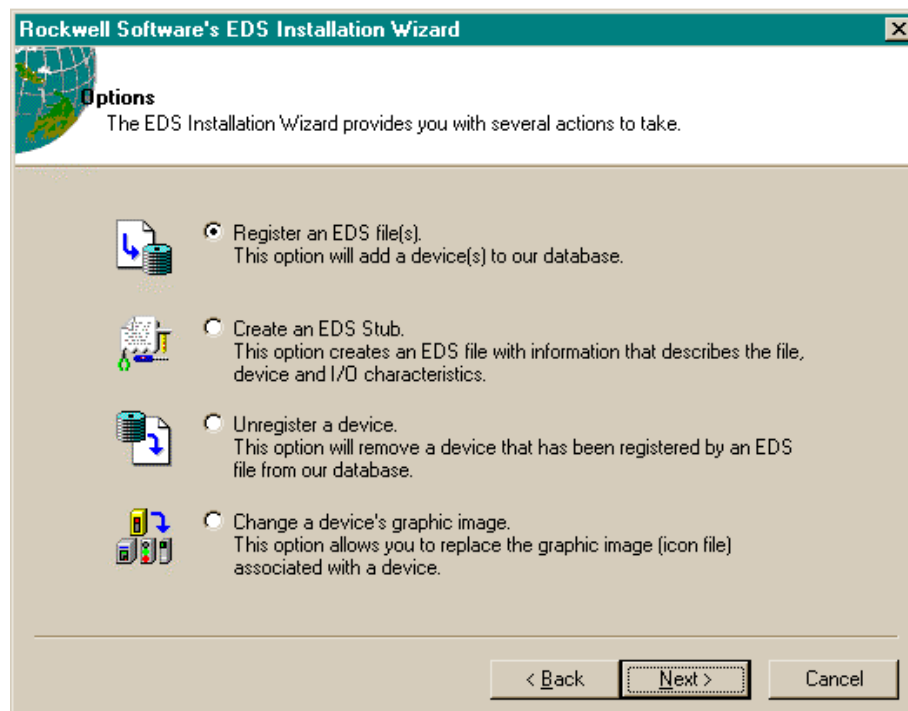 Rockwell Software's EDS Installation Wizard
Options
The EDS Installation Wizard provides you with several actions to take.
Register an EDS file(s).
This option will add a device(s) to our database.
Create an EDS Stub.
This option creates an EDS file with information that describes the file,
device and I/O characteristics.
Unregister a device.
This option will remove a device that has been registered by an EDS
file from our database.
Change a device's graphic image.
This option allows you to replace the graphic image (icon file)
associated with a device.
< Back
Next >
Cancel